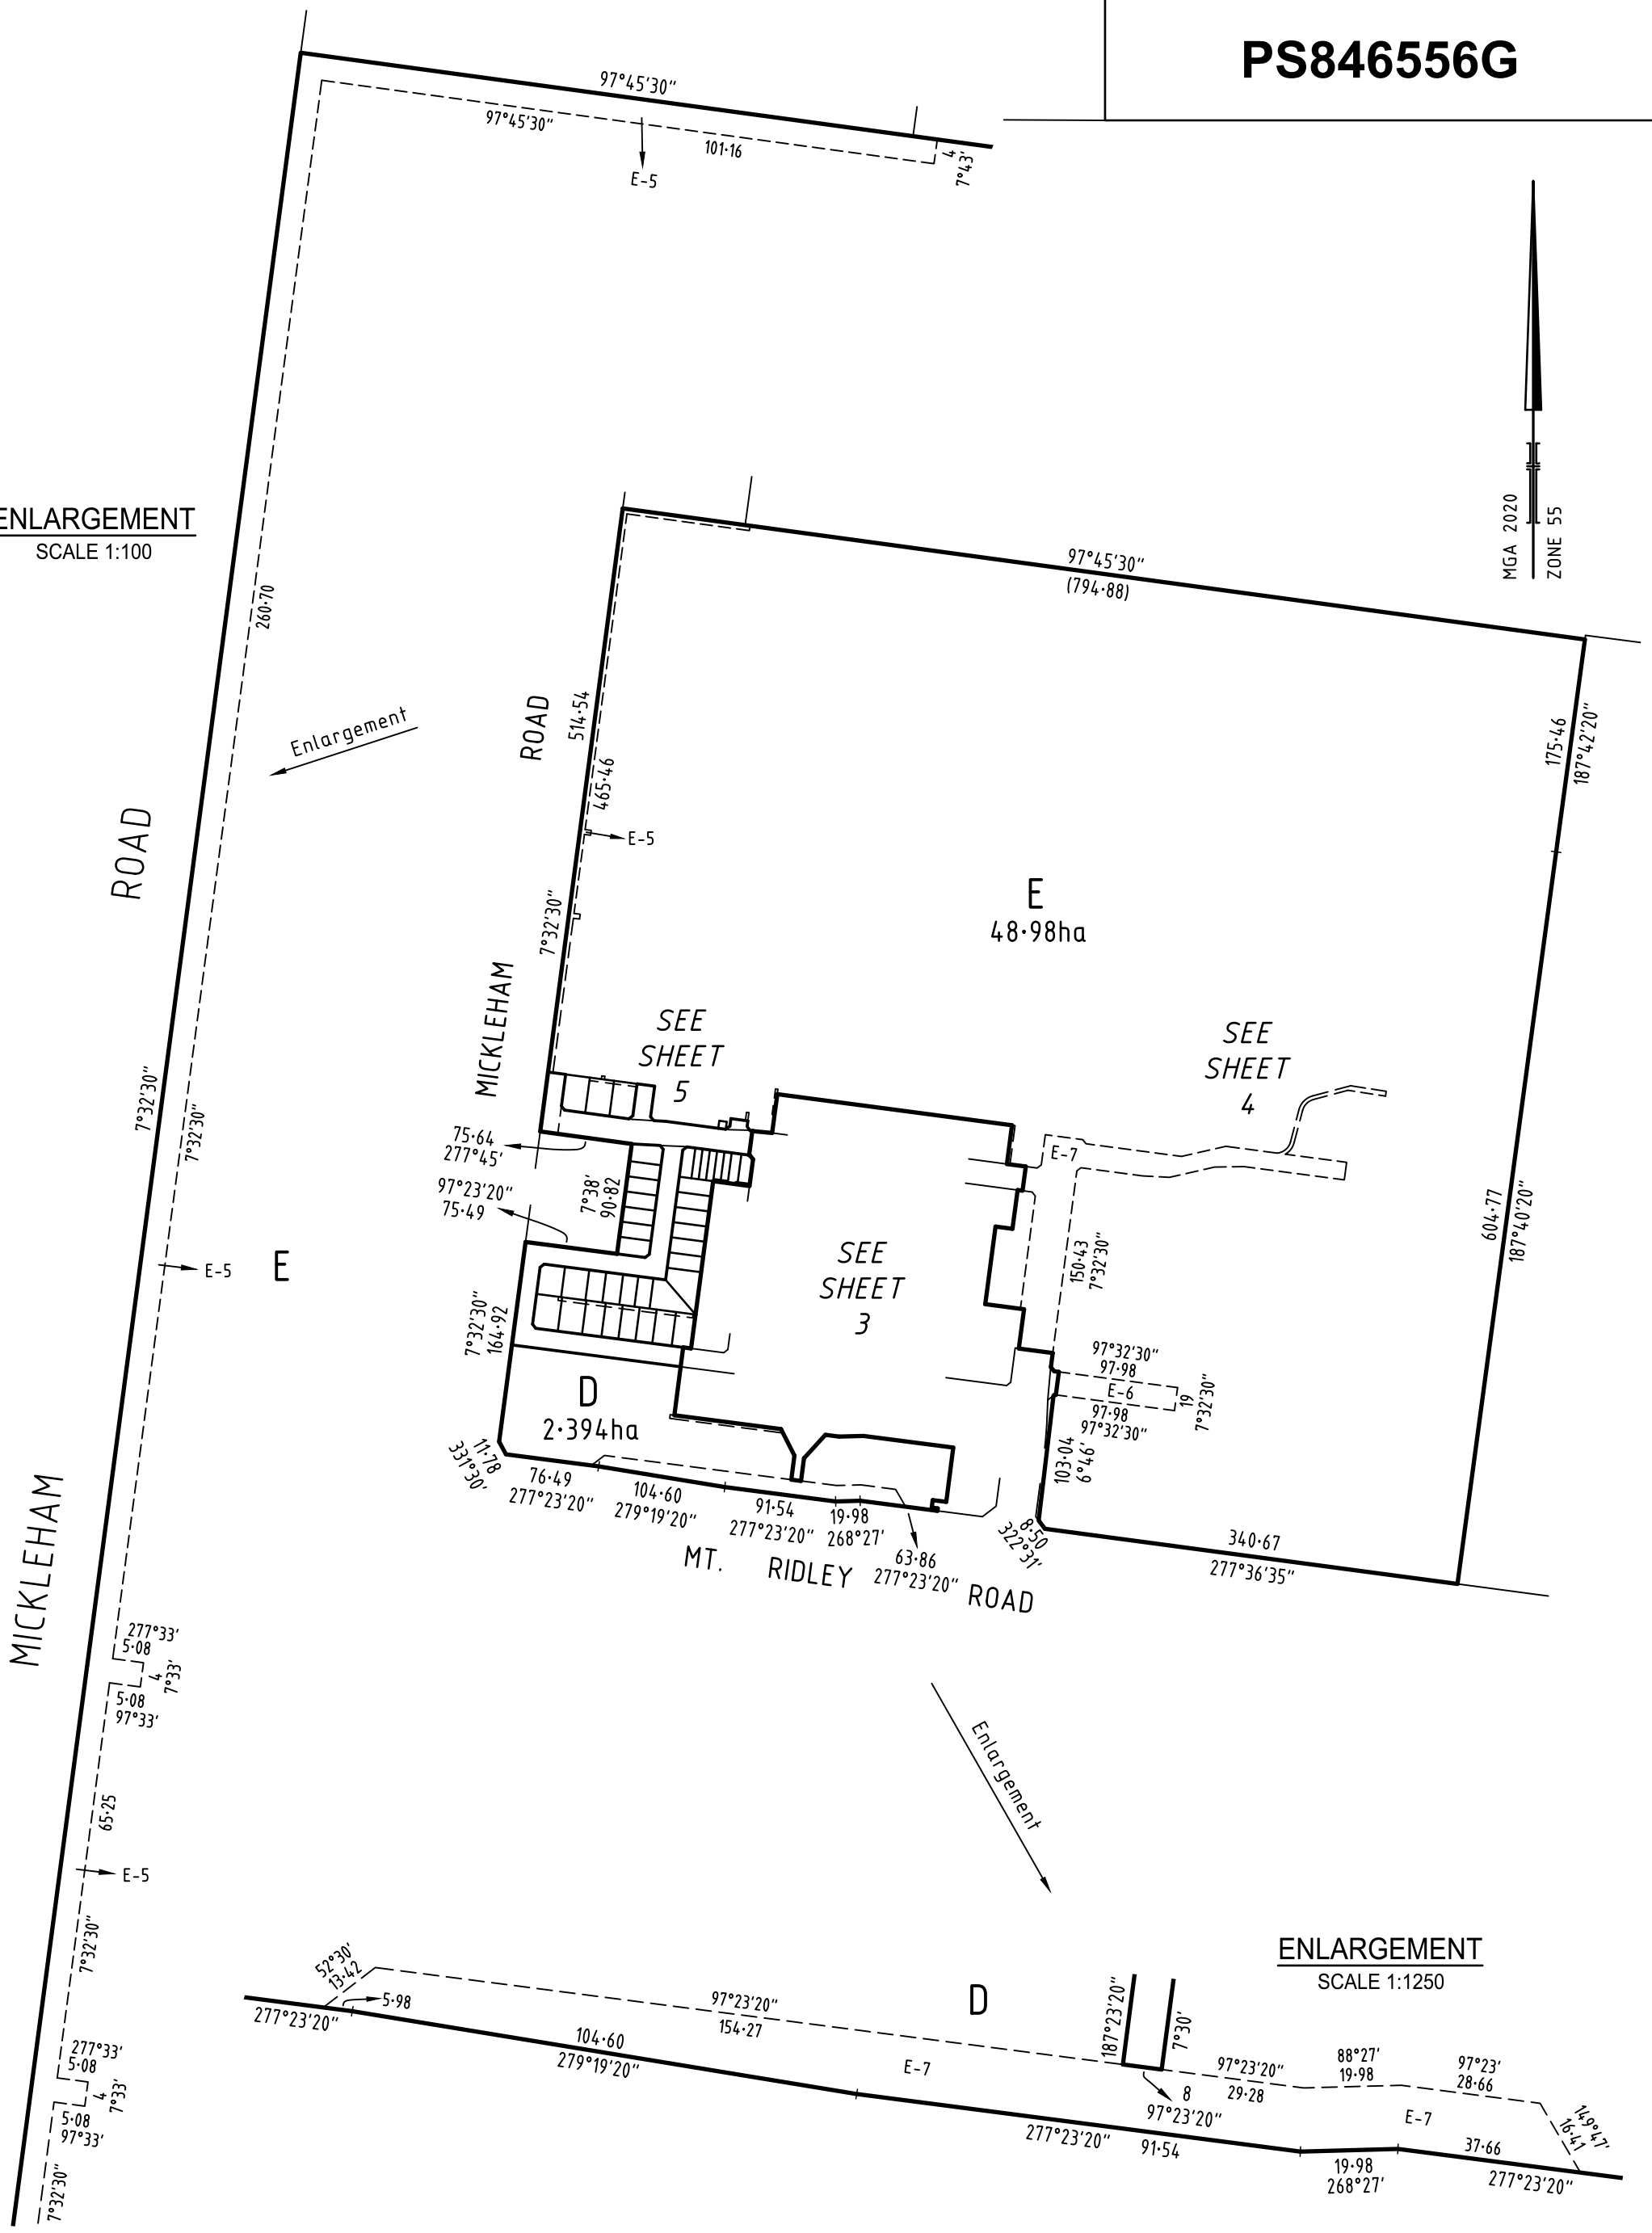 PS846556G
97°45'30"
97°45'30"
101·16
4
7°43'
E-5
MGA 2020
ZONE 55
ENLARGEMENT
SCALE 1:100
260·70
Enlargement
ROAD
7°32'30"
7°32'30"
E-5
E
MICKLEHAM
277°33'
5·08
4
7°33'
5·08
97°33'
65·25
E-5
7°32'30"
277°33'
5·08
4
7°33'
5·08
97°33'
7°32'30"
97°45'30"
(794·88)
ROAD
514·54
465·46
E-5
7°32'30"
MICKLEHAM
175·46
187°42'20"
E
48·98ha
SEE
SHEET
5
SEE
SHEET
4
75·64
277°45'
97°23'20"
75·49
7°38'
90·82
E-7
604·77
187°40'20"
SEE
SHEET
3
150·43
7°32'30"
7°32'30"
164·92
97°32'30"
97·98
E-6
97·98
97°32'30"
19
7°32'30"
D
2·394ha
103·04
6°46'
11·78
331°30'
76·49
277°23'20"
104·60
279°19'20"
91·54
277°23'20"
19·98
268°27'
63·86
277°23'20"
8·50
322°31'
340·67
277°36'35"
MT. RIDLEY ROAD
Enlargement
ENLARGEMENT
SCALE 1:1250
52°30'
13·42
5·98
277°23'20"
97°23'20"
154·27
D
104·60
279°19'20"
E-7
187°23'20"
7°30'
8
97°23'20"
97°23'20"
29·28
88°27'
19·98
97°23'
28·66
E-7
149°47'
16·41
277°23'20"
91·54
19·98
268°27'
37·66
277°23'20"